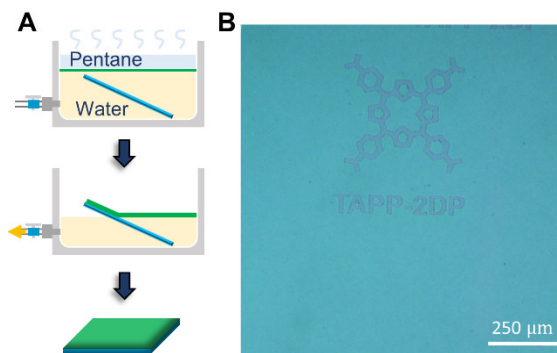 A
Pentane
Water
B
TAPP-2DP
250 μm